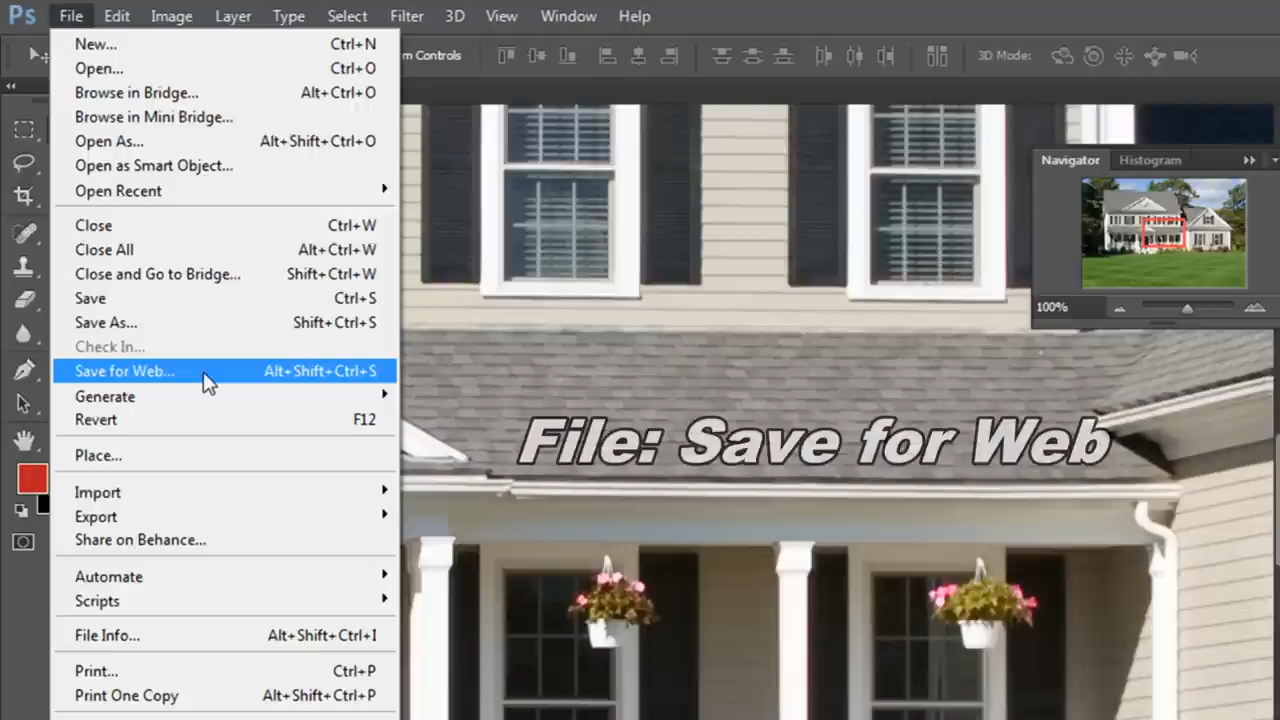 Ps File Edit Image Layer Type Select Filter 3D View Window Help
m Controls 3D Mode:
New... Ctrl+N
Open... Ctrl+O
Browse in Bridge... Alt+Ctrl+O
Browse in Mini Bridge...
Open As... Alt+Shift+Ctrl+O
Open as Smart Object...
Open Recent
Close Ctrl+W
Close All Alt+Ctrl+W
Close and Go to Bridge... Shift+Ctrl+W
Save Ctrl+S
Save As... Shift+Ctrl+S
Check In...
Save for Web... Alt+Shift+Ctrl+S
Generate
Revert F12
Place...
Import
Export
Share on Behance...
Automate
Scripts
File Info... Alt+Shift+Ctrl+I
Print... Ctrl+P
Print One Copy Alt+Shift+Ctrl+P
Navigator Histogram
100%
File: Save for Web